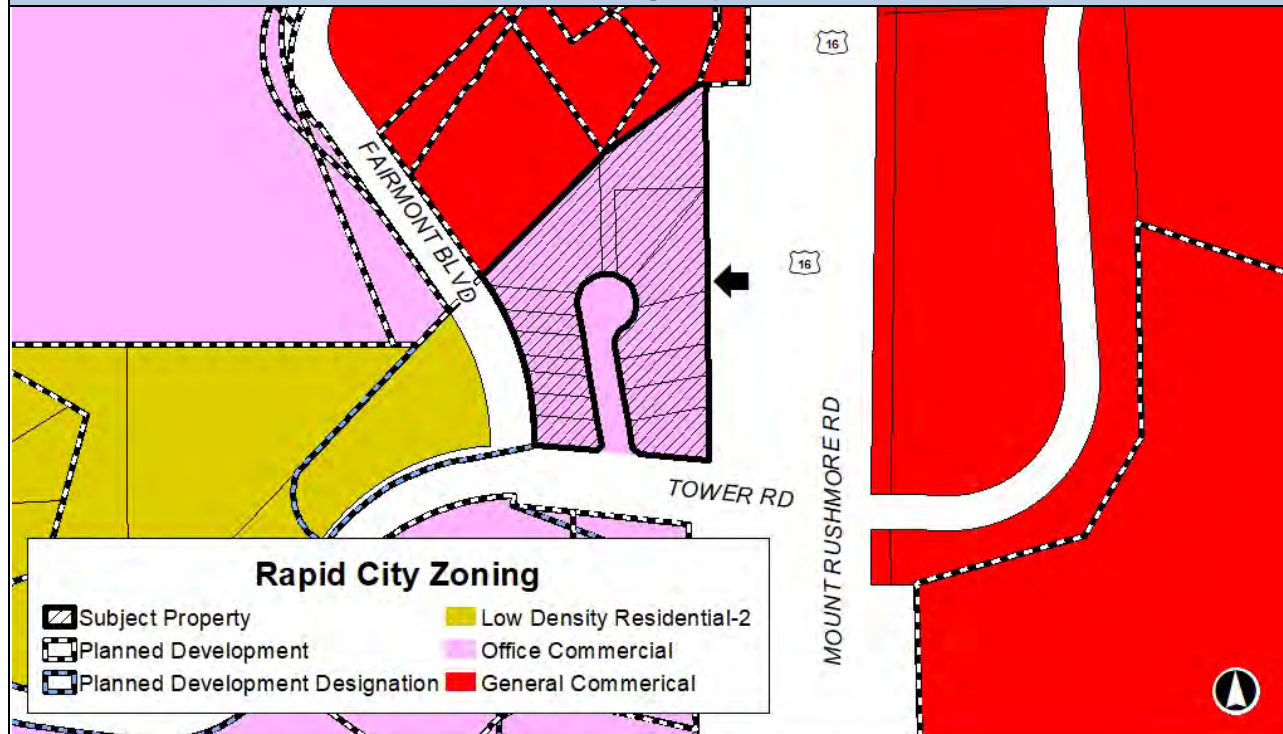 16
FAIRMONT BLVD
16
TOWER RD
MOUNT RUSHMORE RD
Rapid City Zoning
Subject Property
Planned Development
Planned Development Designation
Low Density Residential-2
Office Commercial
General Commerical